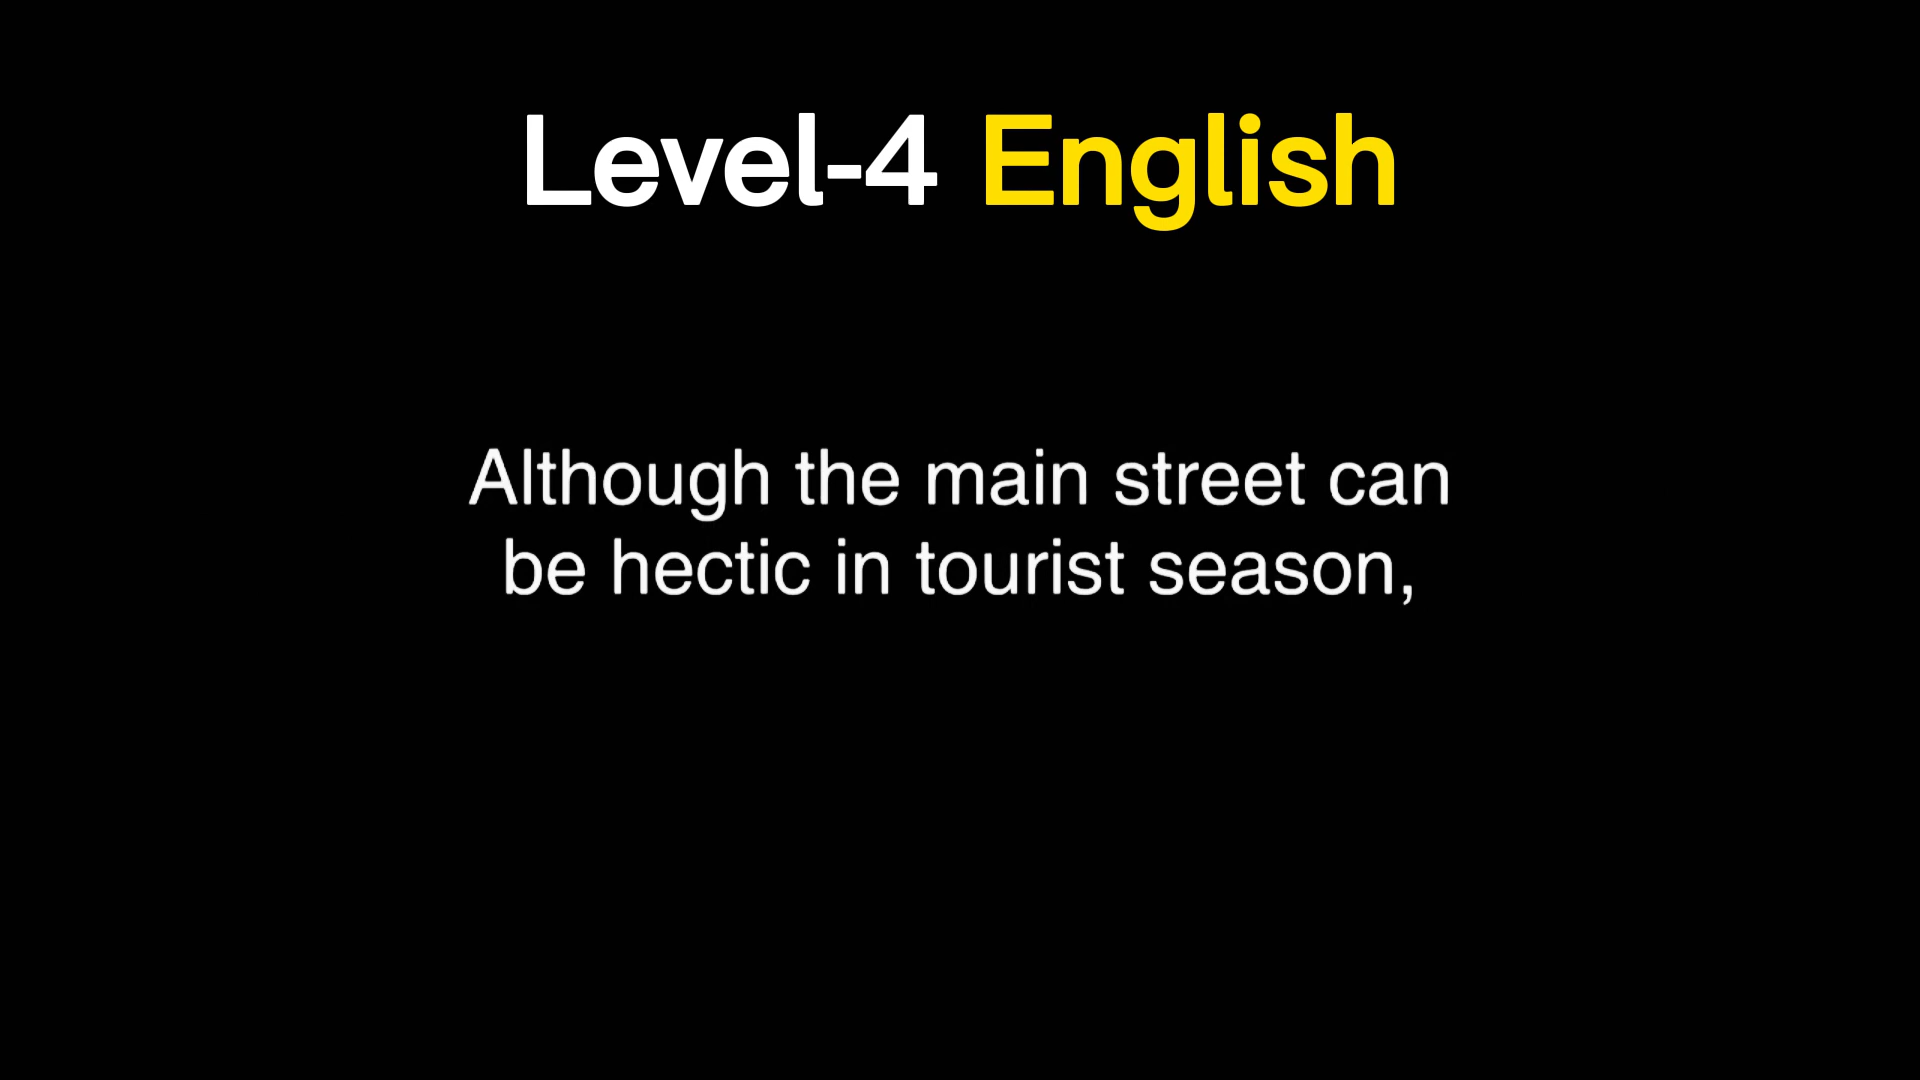 Level-4 English
Although the main street can
be hectic in tourist season,